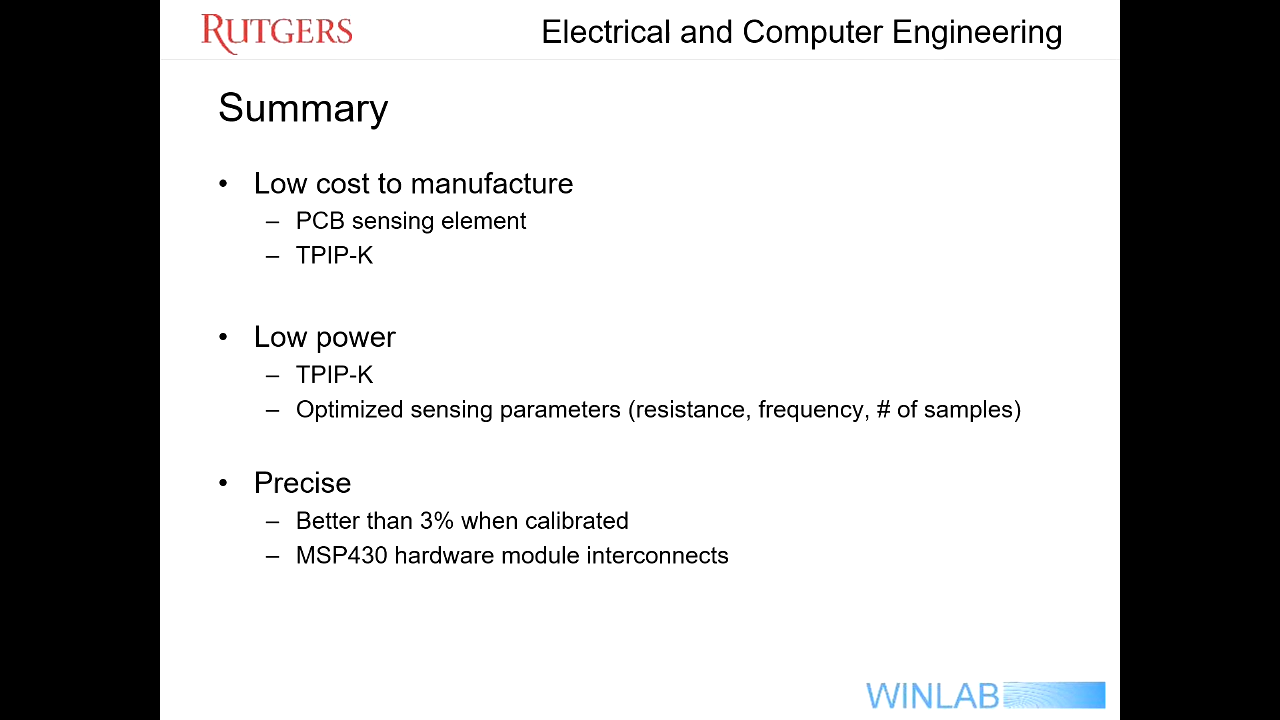 RUTGERS
Electrical and Computer Engineering
Summary
• Low cost to manufacture
– PCB sensing element
– TPIP-K
• Low power
– TPIP-K
– Optimized sensing parameters (resistance, frequency, # of samples)
• Precise
– Better than 3% when calibrated
– MSP430 hardware module interconnects
WINLAB